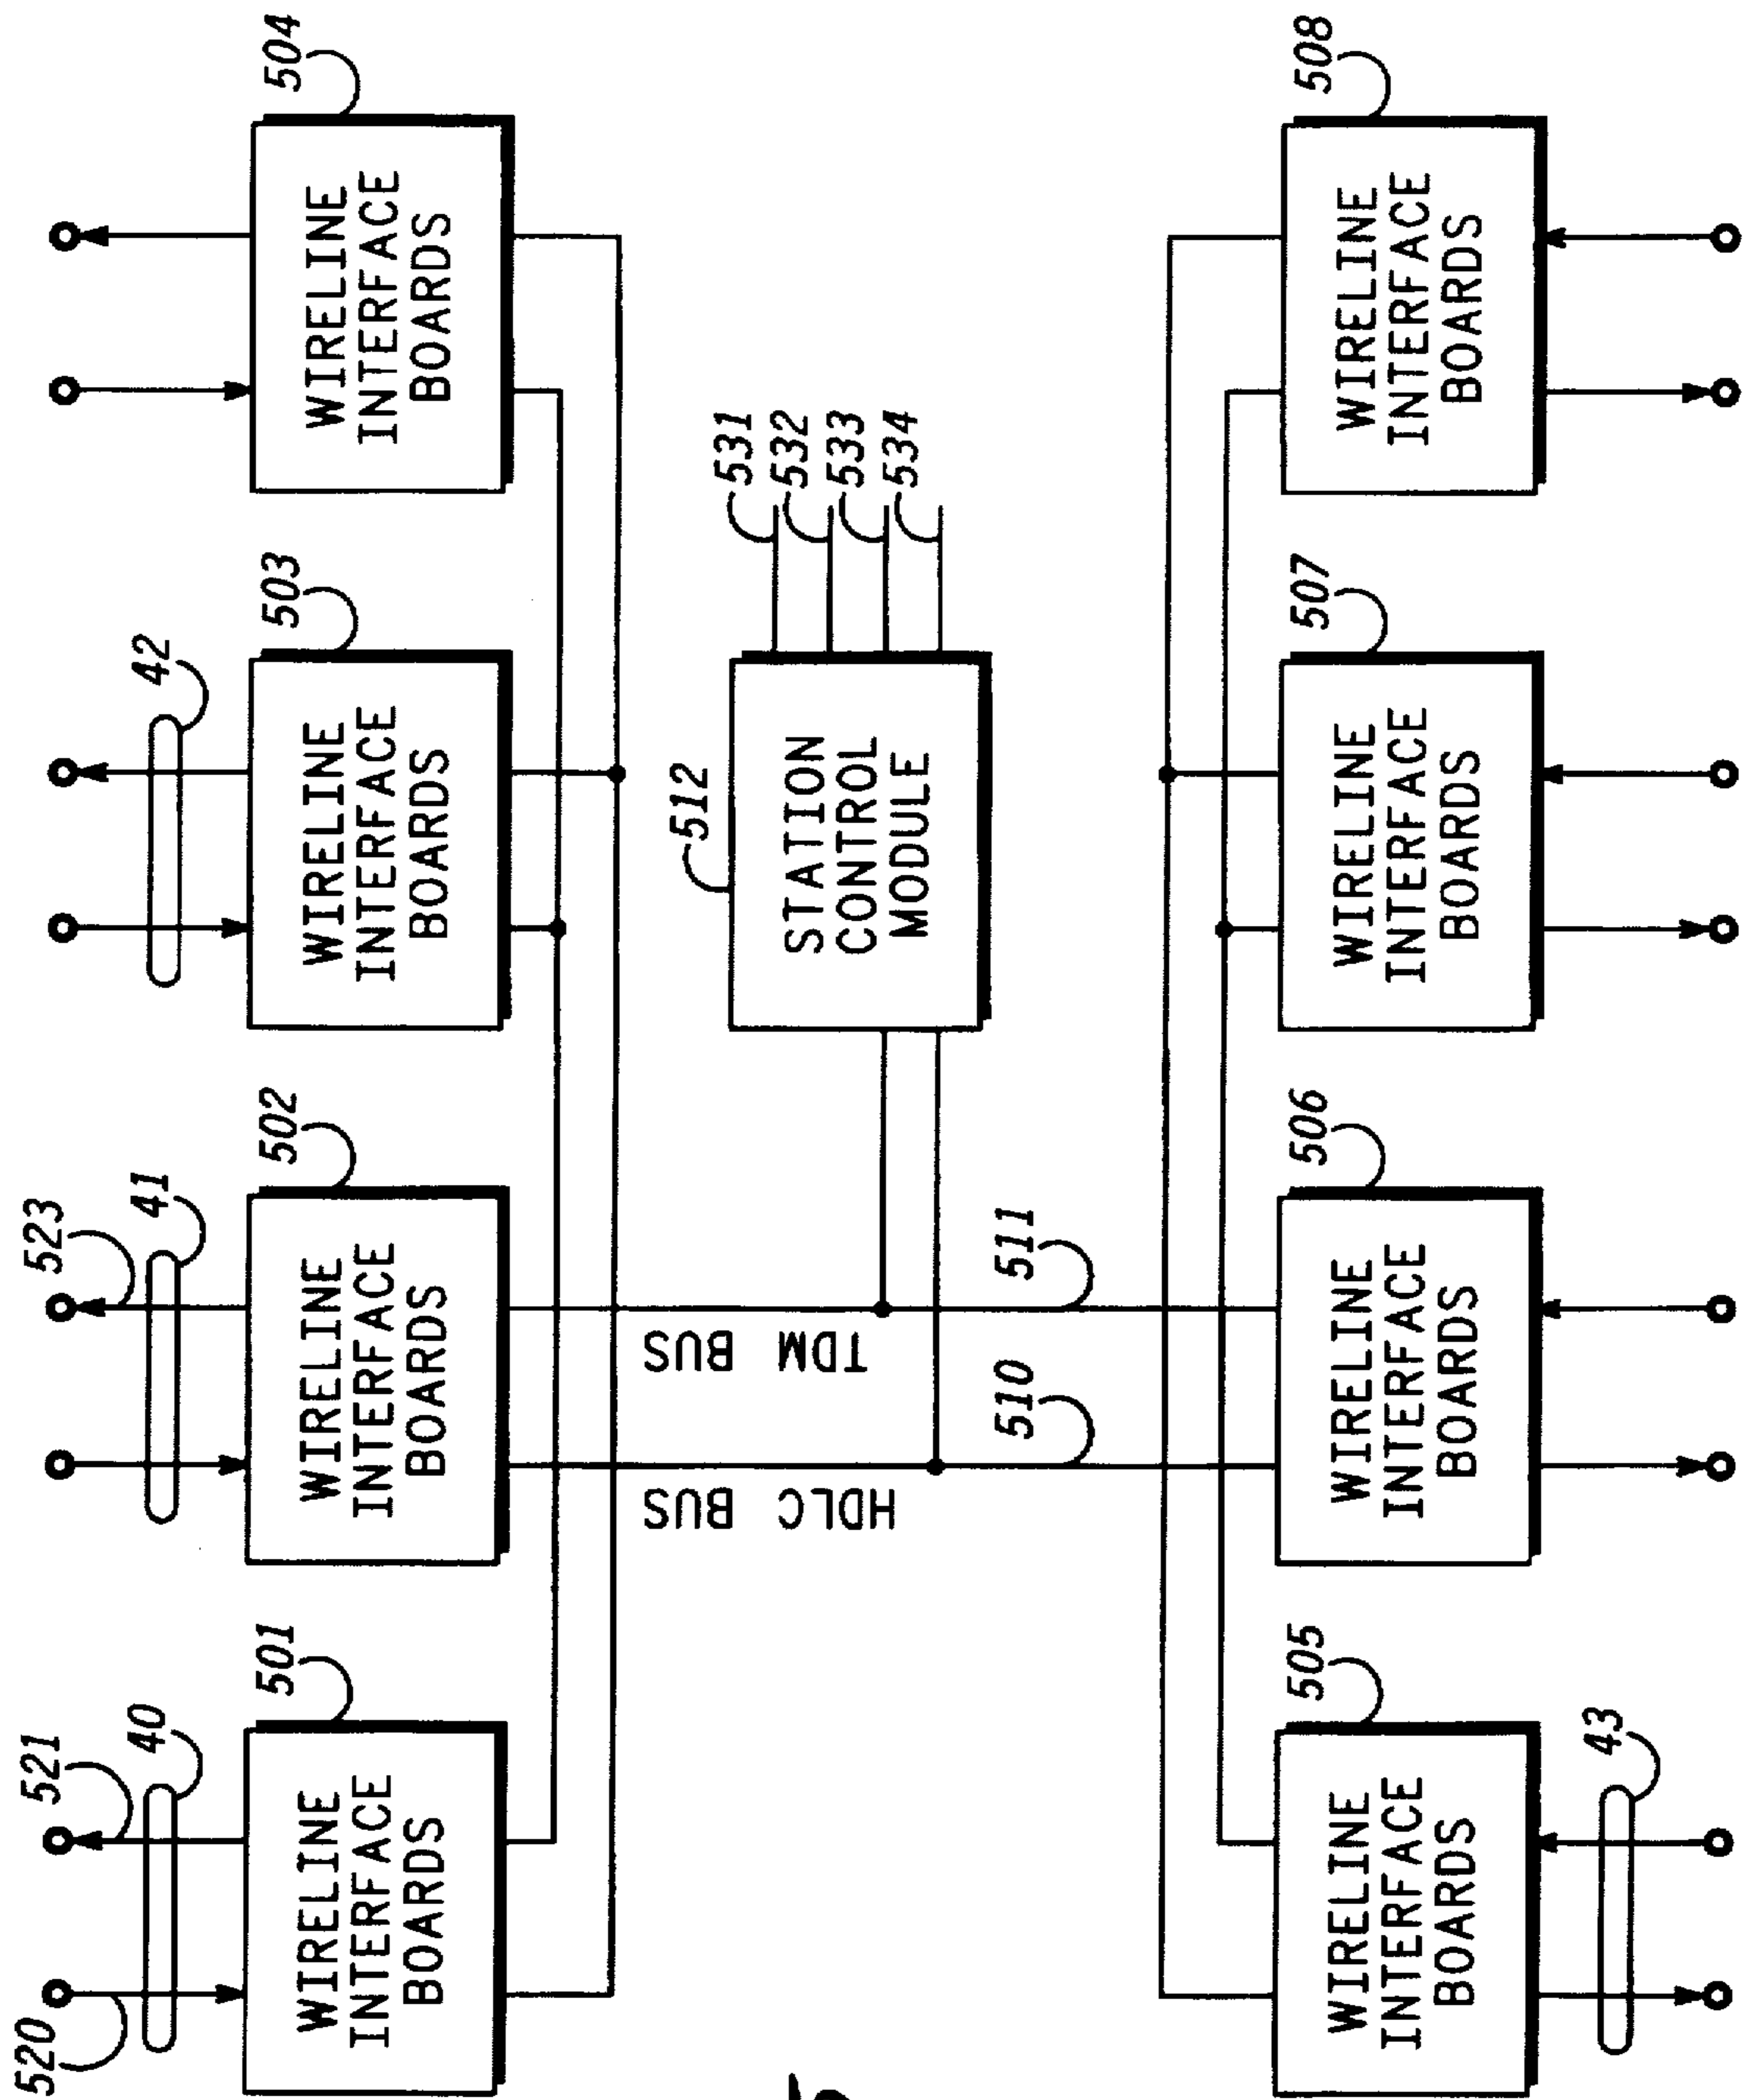 520
521
40
501
WIRELINE
INTERFACE
BOARDS
523
41
502
WIRELINE
INTERFACE
BOARDS
42
503
WIRELINE
INTERFACE
BOARDS
504
WIRELINE
INTERFACE
BOARDS
HDLC BUS
TDM BUS
510
511
512
STATION
CONTROL
MODULE
531
532
533
534
505
WIRELINE
INTERFACE
BOARDS
43
506
WIRELINE
INTERFACE
BOARDS
507
WIRELINE
INTERFACE
BOARDS
508
WIRELINE
INTERFACE
BOARDS